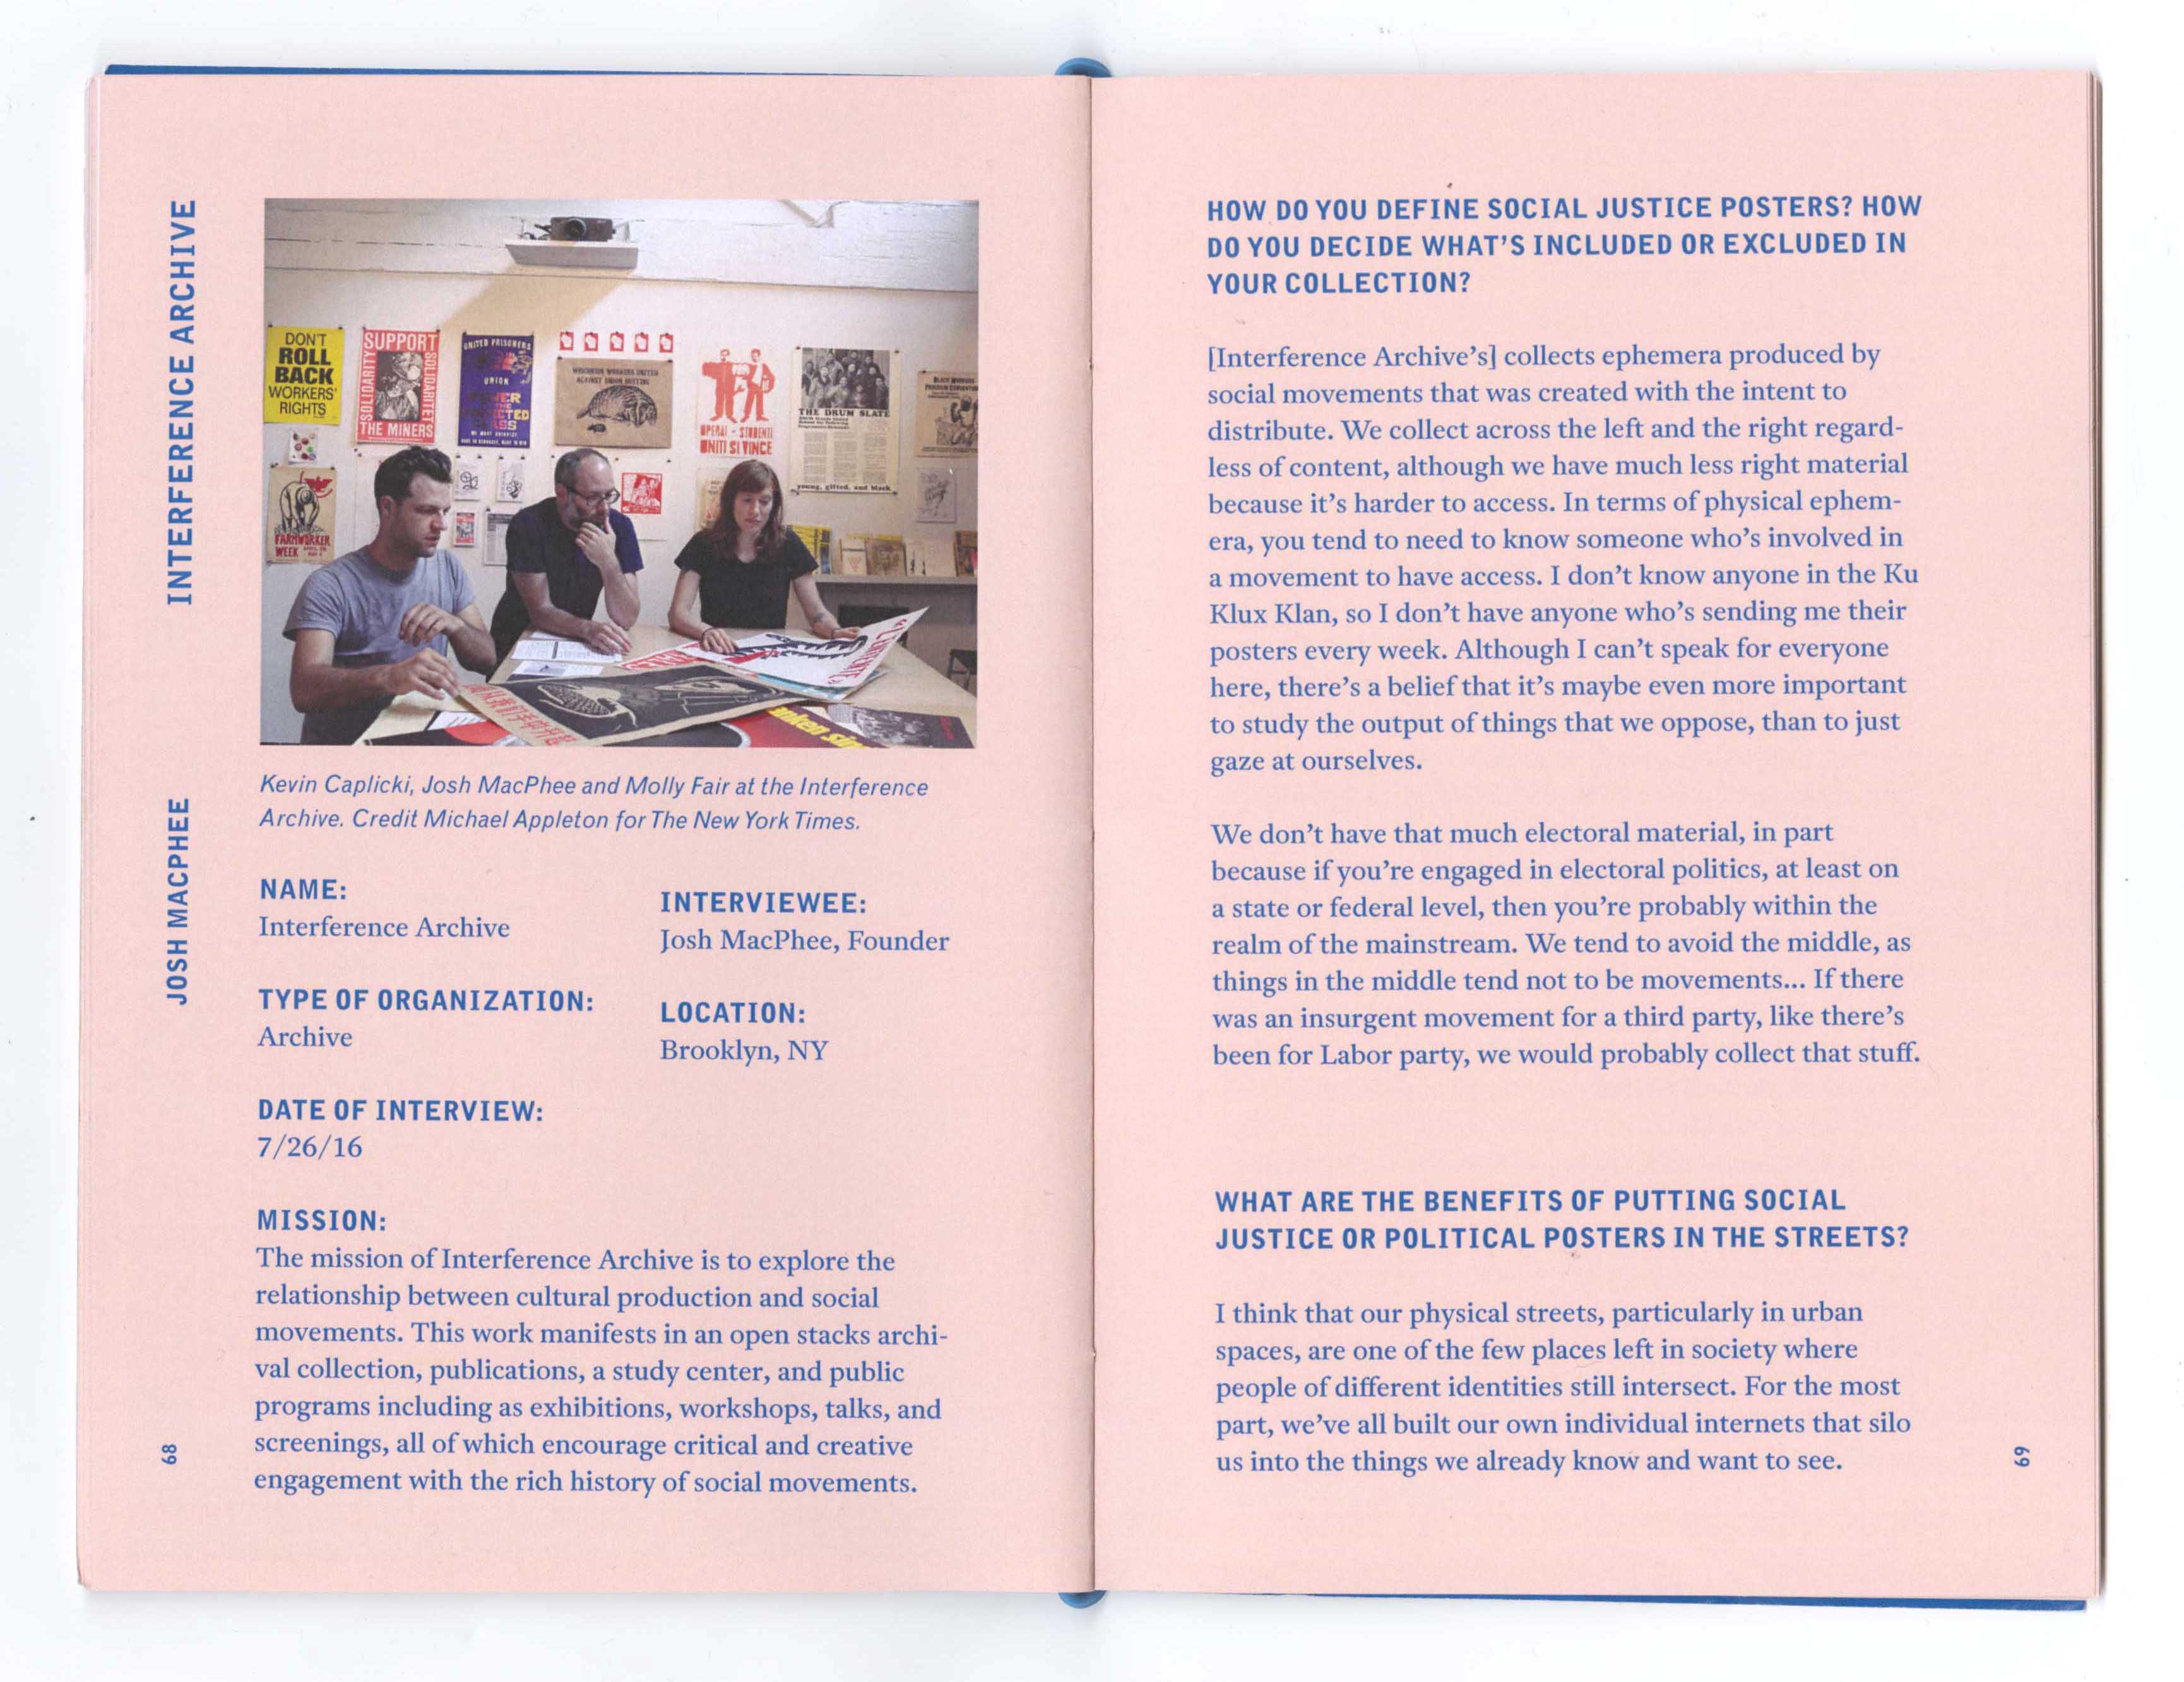 INTERFERENCE ARCHIVE
JOSH MACPHEE
68
DON'T
ROLL
BACK
WORKERS'
RIGHTS
SUPPORT
SOLIDARITY
SOLIDARITET
THE MINERS
UNITED PRISONERS
UNION
WISCONSIN WORKERS UNITED
AGAINST UNION BUSTING
OPERAI - STUDENTI
UNITI SI VINCE
THE DRUM SLATE
young, gifted, and black
FARMWORKER
WEEK
Kevin Caplicki, Josh MacPhee and Molly Fair at the Interference
Archive. Credit Michael Appleton for The New York Times.
NAME:
Interference Archive
TYPE OF ORGANIZATION:
Archive
DATE OF INTERVIEW:
7/26/16
INTERVIEWEE:
Josh MacPhee, Founder
LOCATION:
Brooklyn, NY
MISSION:
The mission of Interference Archive is to explore the
relationship between cultural production and social
movements. This work manifests in an open stacks archi-
val collection, publications, a study center, and public
programs including as exhibitions, workshops, talks, and
screenings, all of which encourage critical and creative
engagement with the rich history of social movements.
HOW DO YOU DEFINE SOCIAL JUSTICE POSTERS? HOW
DO YOU DECIDE WHAT'S INCLUDED OR EXCLUDED IN
YOUR COLLECTION?
[Interference Archive's] collects ephemera produced by
social movements that was created with the intent to
distribute. We collect across the left and the right regard-
less of content, although we have much less right material
because it's harder to access. In terms of physical ephem-
era, you tend to need to know someone who's involved in
a movement to have access. I don't know anyone in the Ku
Klux Klan, so I don't have anyone who's sending me their
posters every week. Although I can't speak for everyone
here, there's a belief that it's maybe even more important
to study the output of things that we oppose, than to just
gaze at ourselves.
We don't have that much electoral material, in part
because if you're engaged in electoral politics, at least on
a state or federal level, then you're probably within the
realm of the mainstream. We tend to avoid the middle, as
things in the middle tend not to be movements... If there
was an insurgent movement for a third party, like there's
been for Labor party, we would probably collect that stuff.
WHAT ARE THE BENEFITS OF PUTTING SOCIAL
JUSTICE OR POLITICAL POSTERS IN THE STREETS?
I think that our physical streets, particularly in urban
spaces, are one of the few places left in society where
people of different identities still intersect. For the most
part, we've all built our own individual internets that silo
us into the things we already know and want to see.
69